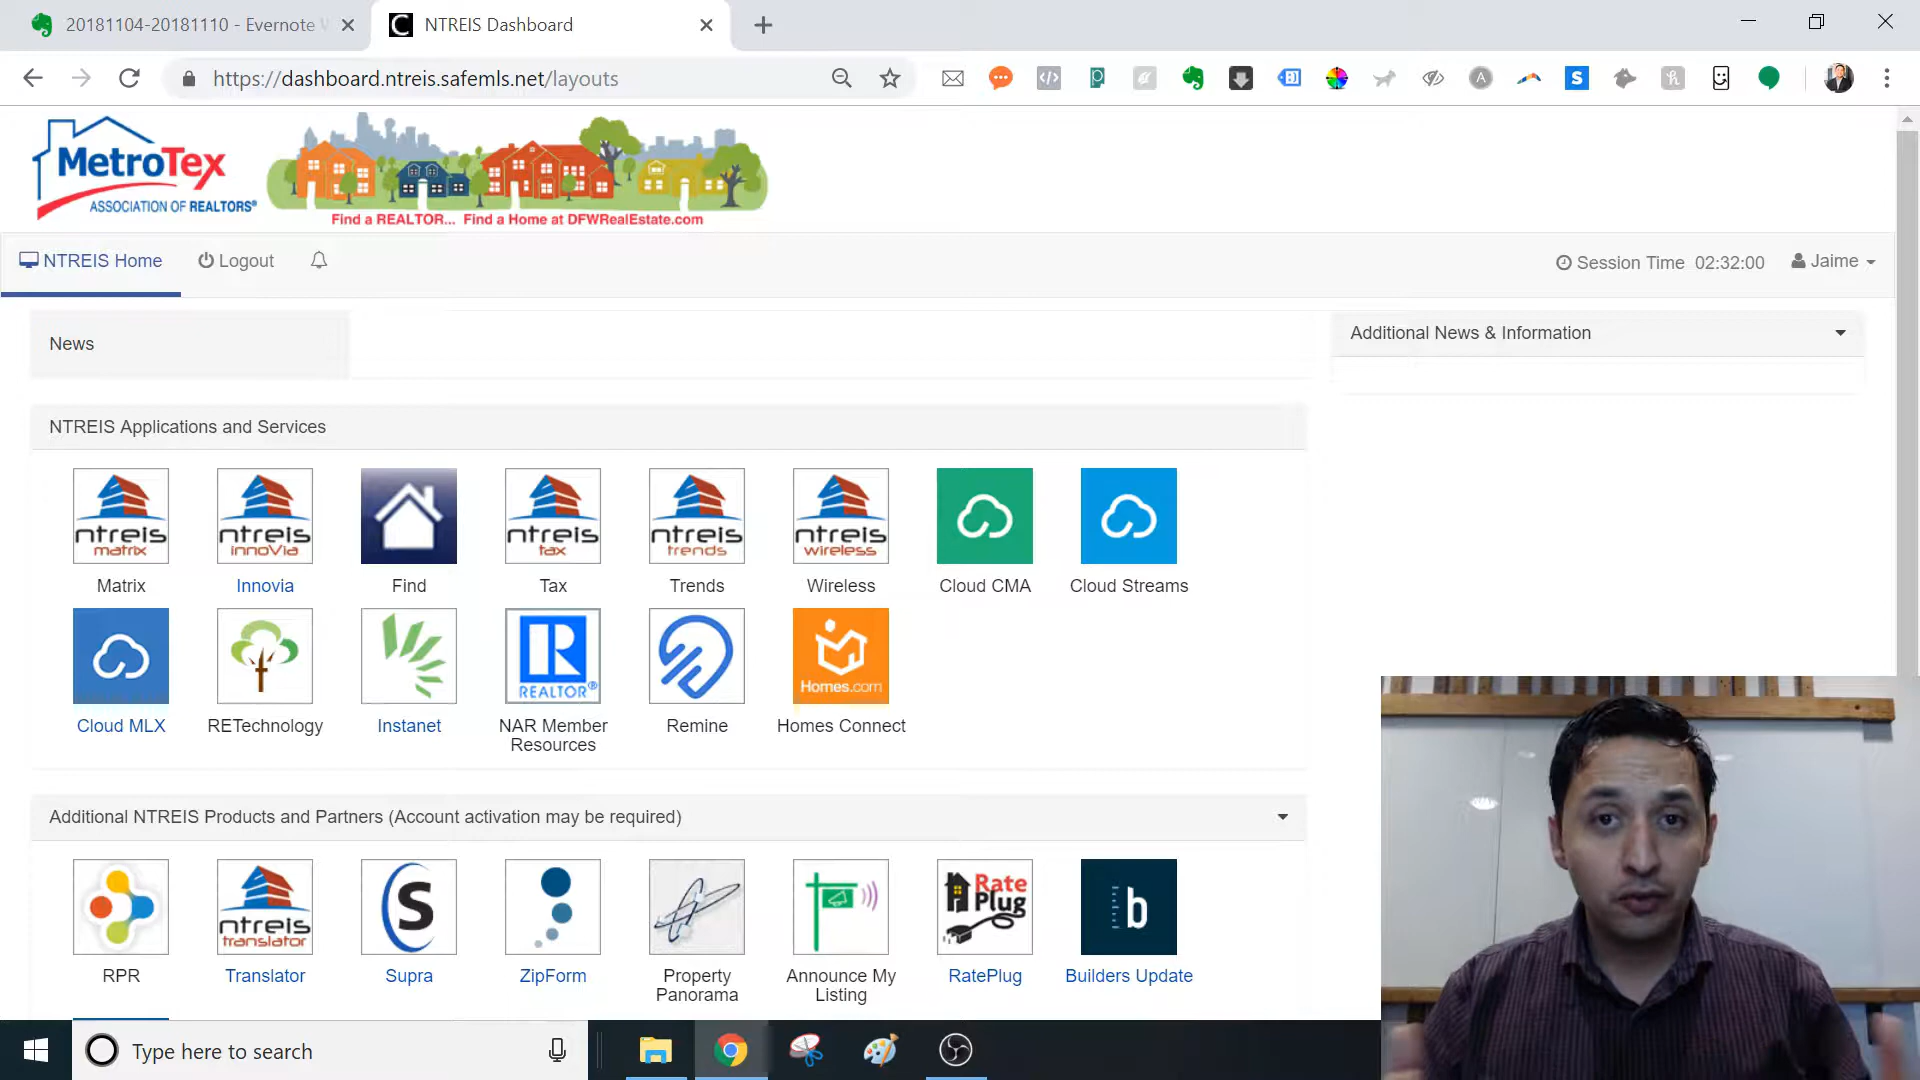 20181104-20181110 - Evernote
NTREIS Dashboard
https://dashboard.ntreis.safemls.net/layouts
MetroTex
ASSOCIATION OF REALTORS®
Find a REALTOR... Find a Home at DFWRealEstate.com
NTREIS Home
Logout
Session Time 02:32:00
Jaime
News
Additional News & Information
NTREIS Applications and Services
ntreis matrix
ntreis innoVia
ntreis tax
ntreis trends
ntreis wireless
Matrix
Innovia
Find
Tax
Trends
Wireless
Cloud CMA
Cloud Streams
R REALTOR®
Homes.com
Cloud MLX
RETechnology
Instanet
NAR Member
Resources
Remine
Homes Connect
Additional NTREIS Products and Partners (Account activation may be required)
ntreis translator
S
Rate Plug
b
RPR
Translator
Supra
ZipForm
Property
Panorama
Announce My
Listing
RatePlug
Builders Update
Type here to search